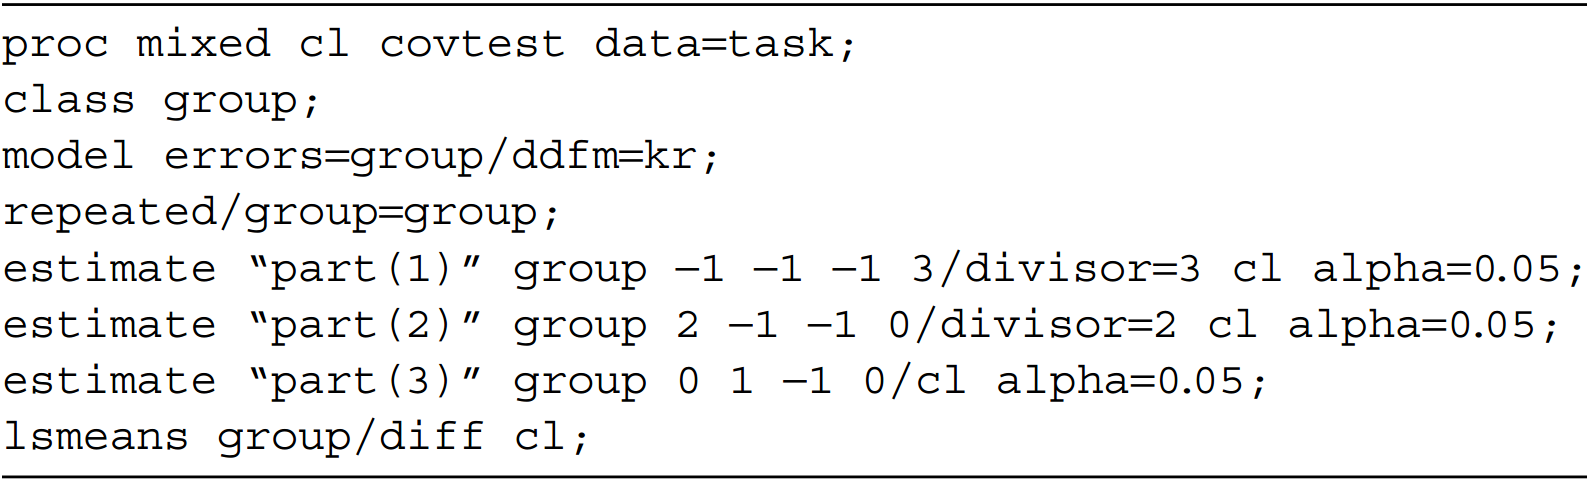 proc mixed cl covtest data=task;
class group;
model errors=group/ddfm=kr;
repeated/group=group;
estimate “part(1)” group −1 −1 −1 3/divisor=3 cl alpha=0.05;
estimate “part(2)” group 2 −1 −1 0/divisor=2 cl alpha=0.05;
estimate “part(3)” group 0 1 −1 0/cl alpha=0.05;
lsmeans group/diff cl;